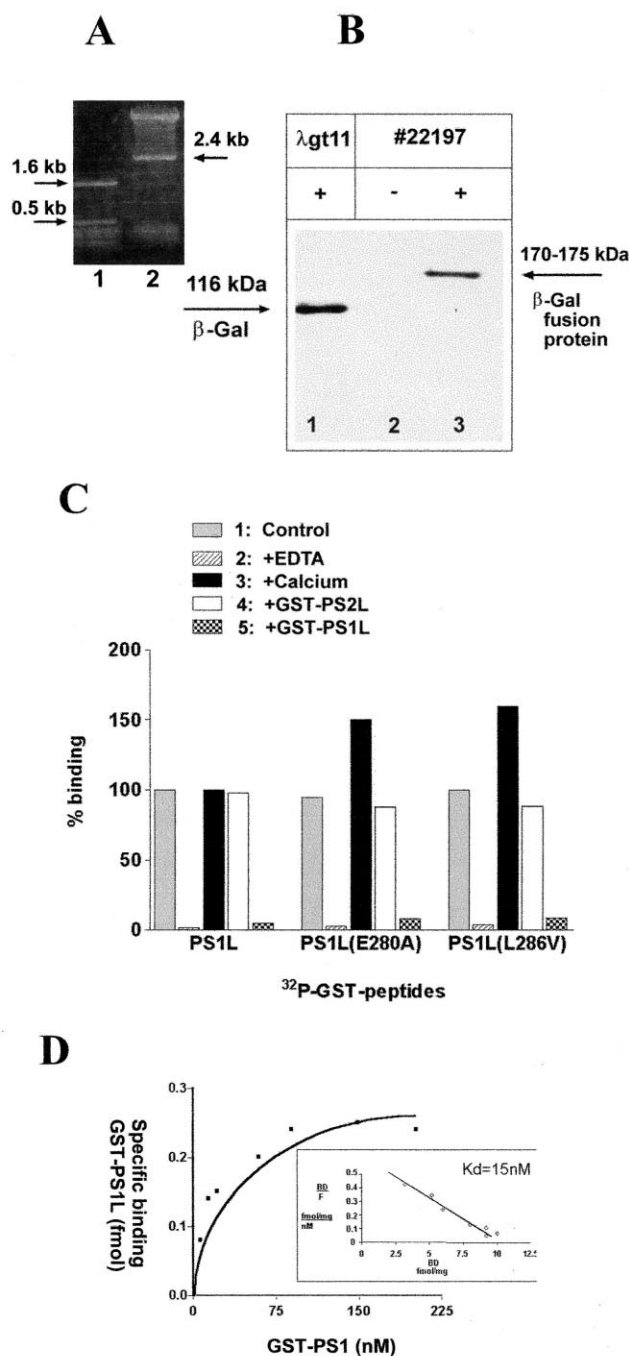 A
B
1.6 kb
0.5 kb
2.4 kb
1 2
λgt11 #22197
+ - +
116 kDa
β-Gal
170-175 kDa
β-Gal
fusion
protein
1 2 3
C
1: Control
2: +EDTA
3: +Calcium
4: +GST-PS2L
5: +GST-PS1L
% binding
200
150
100
50
0
PS1L PS1L(E280A) PS1L(L286V)
³²P-GST-peptides
D
Specific binding
GST-PS1L (fmol)
0.3
0.2
0.1
0.0
0 75 150 225
GST-PS1 (nM)
Kd=15nM
BD
F
fmol/mg
nM
0.5
0.4
0.3
0.2
0.1
0
0 2.5 5 7.5 10 12.5
BD
fmol/mg